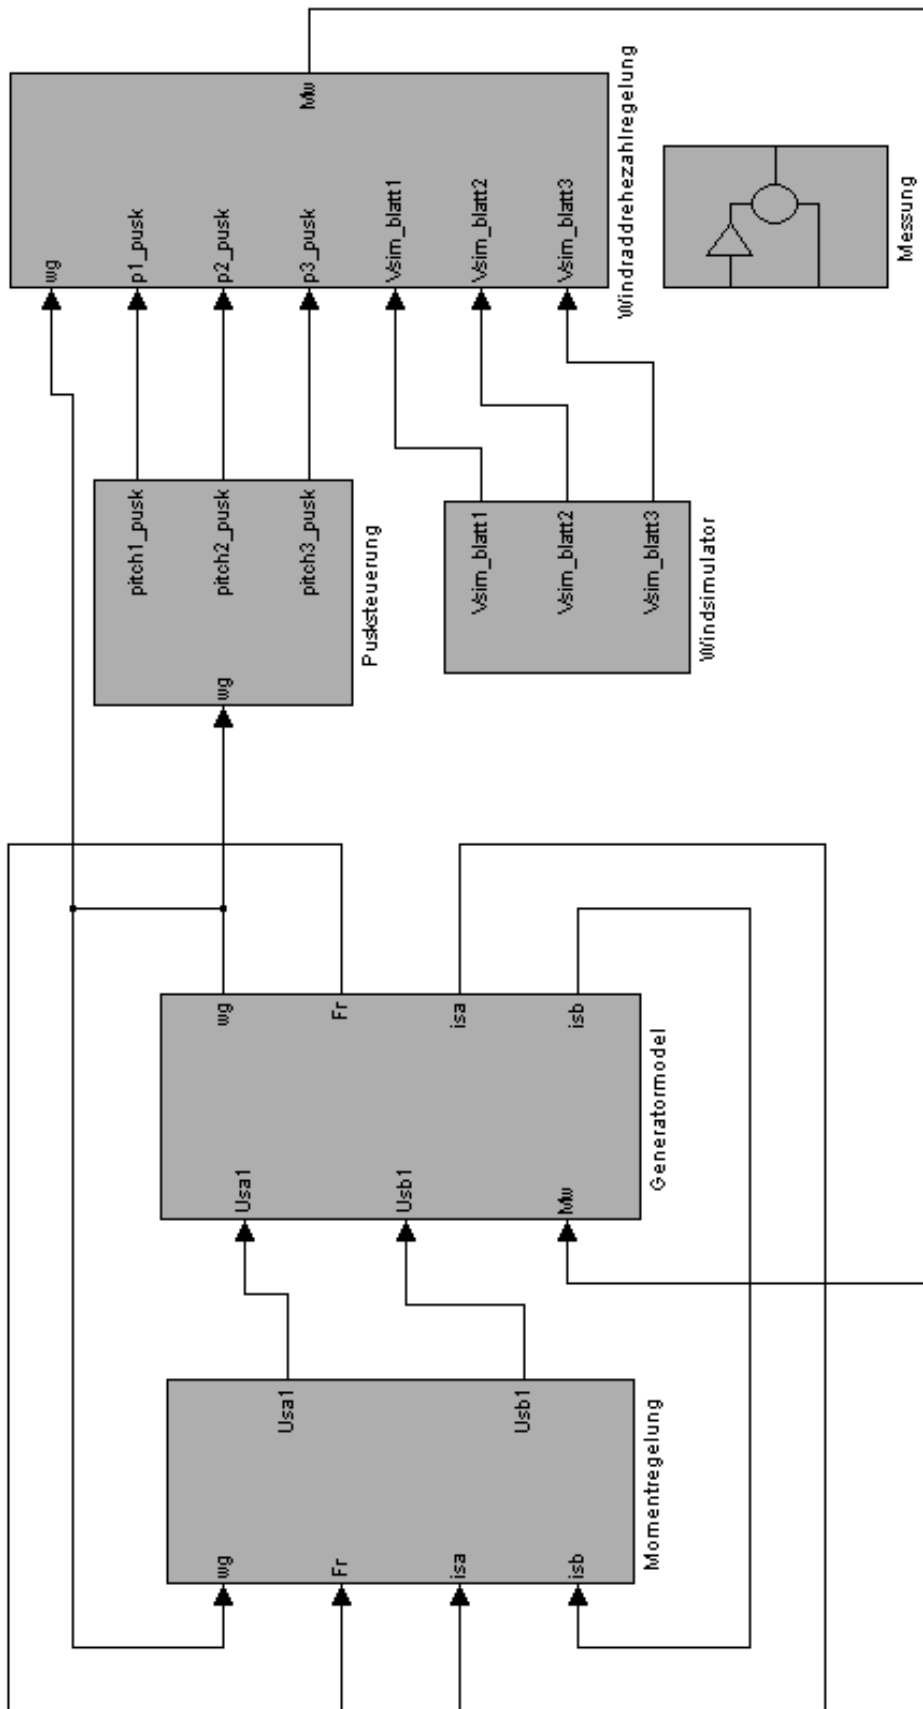 wg
Fr
isa
isb
Usa1
Usb1
Momentregelung
Usa1
Usb1
Mw
wg
Fr
isa
isb
Generatormodel
wg
pitch1_pusk
pitch2_pusk
pitch3_pusk
Pusksteuerung
Vsim_blatt1
Vsim_blatt2
Vsim_blatt3
Windsimulator
wg
p1_pusk
p2_pusk
p3_pusk
Vsim_blatt1
Vsim_blatt2
Vsim_blatt3
Mw
Windraddrehezahlregelung
Messung